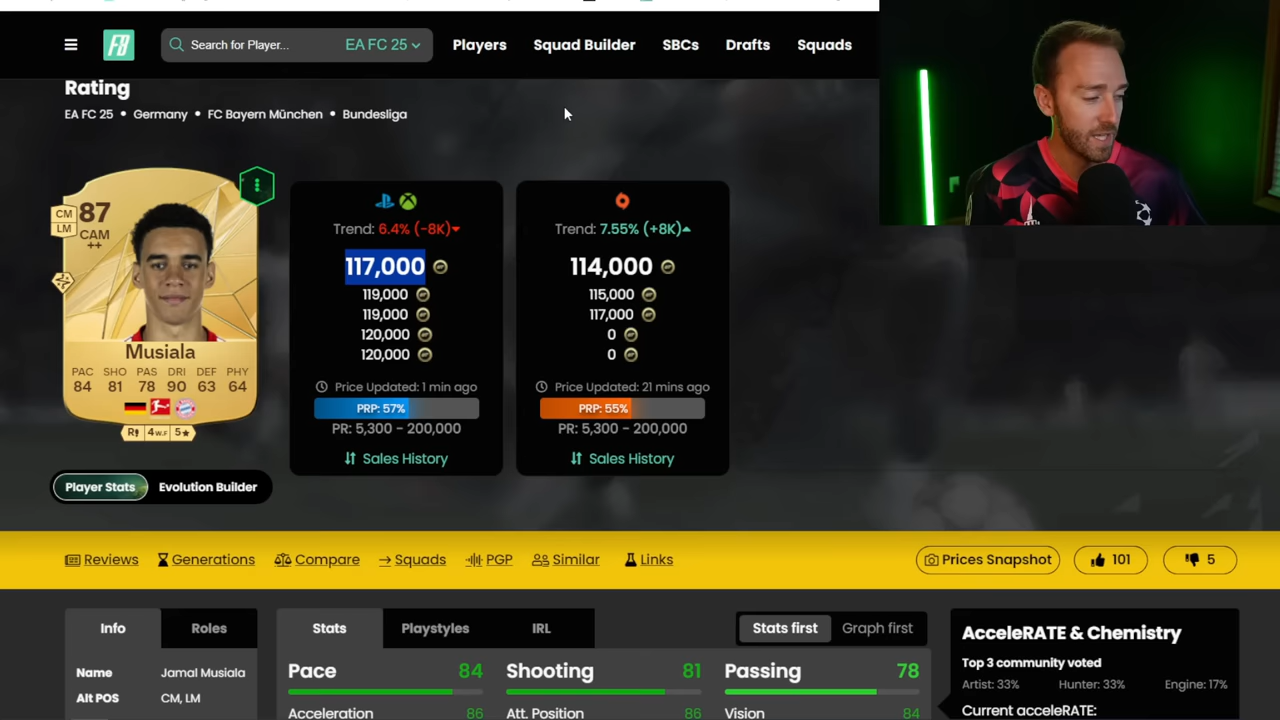 FB
Search for Player...
EA FC 25
Players
Squad Builder
SBCs
Drafts
Squads
Rating
EA FC 25 • Germany • FC Bayern München • Bundesliga
CM
LM
87
CAM
++
Musiala
PAC SHO PAS DRI DEF PHY
84 81 78 90 63 64
4 W.F 5★
Trend: 6.4% (-8K)
117,000
119,000
119,000
120,000
120,000
Price Updated: 1 min ago
PRP: 57%
PR: 5,300 - 200,000
Sales History
Trend: 7.55% (+8K)
114,000
115,000
117,000
0
0
Price Updated: 21 mins ago
PRP: 55%
PR: 5,300 - 200,000
Sales History
Player Stats
Evolution Builder
Reviews
Generations
Compare
Squads
PGP
Similar
Links
Prices Snapshot
101
5
Info
Roles
Name Jamal Musiala
Alt POS CM, LM
Stats
Playstyles
IRL
Stats first
Graph first
Pace 84
Acceleration 86
Shooting 81
Att. Position 86
Passing 78
Vision 84
AcceleRATE & Chemistry
Top 3 community voted
Artist: 33% Hunter: 33% Engine: 17%
Current acceleRATE: